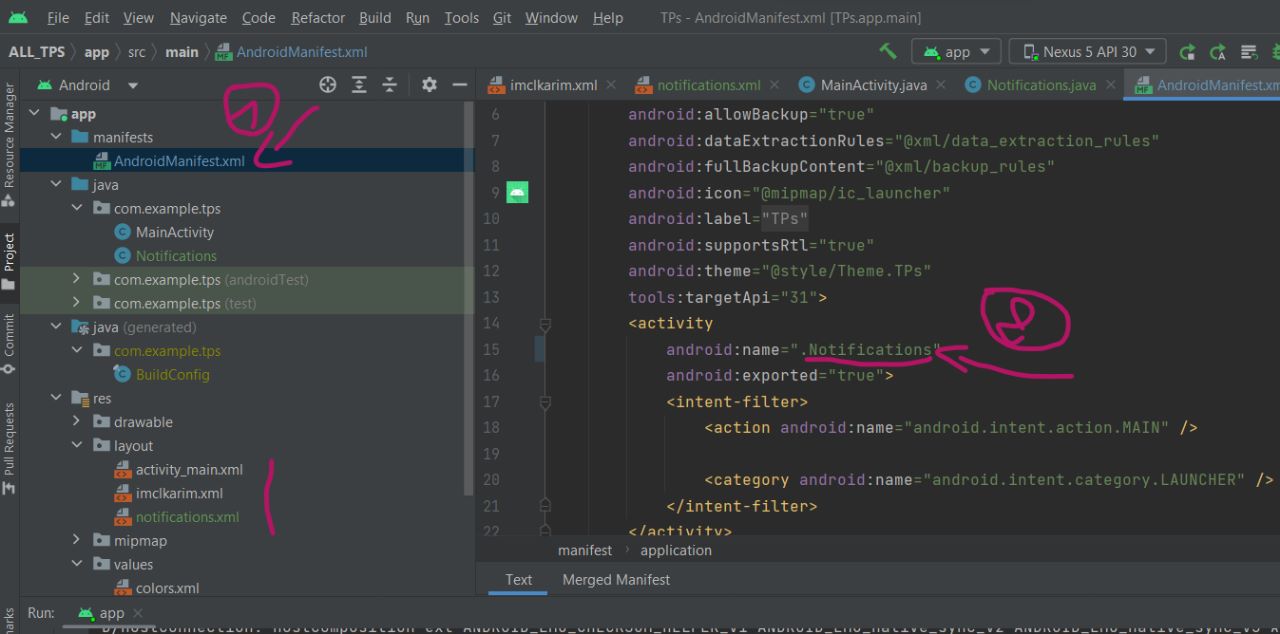 File Edit View Navigate Code Refactor Build Run Tools Git Window Help TPs - AndroidManifest.xml [TPs.app.main]
ALL_TPS app src main AndroidManifest.xml app Nexus 5 API 30
Android
imclkarim.xml notifications.xml MainActivity.java Notifications.java AndroidManifest.xm
Resource Manager
Project
Commit
Pull Requests
app
manifests
AndroidManifest.xml
java
com.example.tps
MainActivity
Notifications
com.example.tps (androidTest)
com.example.tps (test)
java (generated)
com.example.tps
BuildConfig
res
drawable
layout
activity_main.xml
imclkarim.xml
notifications.xml
mipmap
values
colors.xml
1
6 android:allowBackup="true"
7 android:dataExtractionRules="@xml/data_extraction_rules"
8 android:fullBackupContent="@xml/backup_rules"
9 android:icon="@mipmap/ic_launcher"
10 android:label="TPs"
11 android:supportsRtl="true"
12 android:theme="@style/Theme.TPs"
13 tools:targetApi="31">
14 <activity
15 android:name=".Notifications"
16 android:exported="true">
17 <intent-filter>
18 <action android:name="android.intent.action.MAIN" />
19
20 <category android:name="android.intent.category.LAUNCHER" />
21 </intent-filter>
22 </activity>
2
manifest application
Text Merged Manifest
Run: app